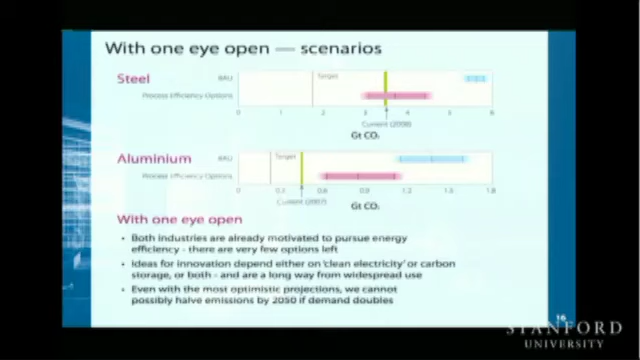 With one eye open — scenarios
Steel
BAU
Target
Process Efficiency Options
0 1 2 3 4 5 6
Current (2008)
Gt CO₂
Aluminium
BAU
Target
Process Efficiency Options
0 0.3 0.6 0.9 1.2 1.5 1.8
Current (2007)
Gt CO₂
With one eye open
• Both industries are already motivated to pursue energy
efficiency - there are very few options left
• Ideas for innovation depend either on 'clean electricity' or carbon
storage, or both - and are a long way from widespread use
• Even with the most optimistic projections, we cannot
possibly halve emissions by 2050 if demand doubles
16
STANFORD
UNIVERSITY